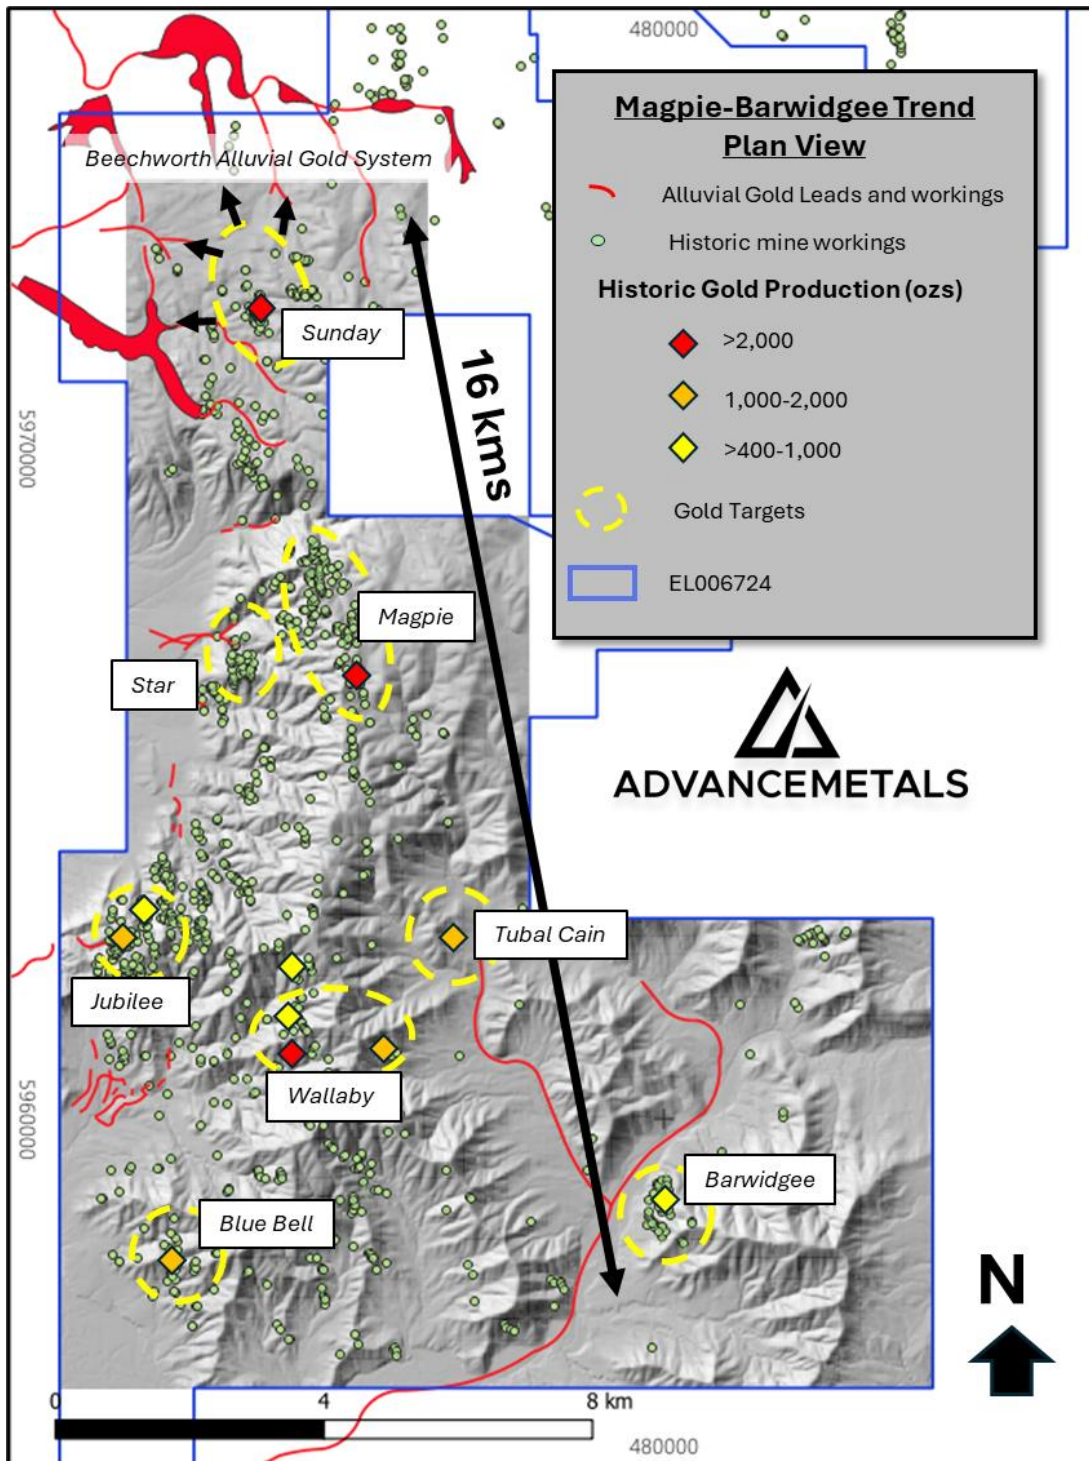 480000
Magpie-Barwidgee Trend
Plan View
Alluvial Gold Leads and workings
Historic mine workings
Historic Gold Production (ozs)
>2,000
1,000-2,000
>400-1,000
Gold Targets
EL006724
Beechworth Alluvial Gold System
Sunday
16 kms
5970000
Magpie
Star
ADVANCEMETALS
Tubal Cain
Jubilee
Wallaby
5960000
Barwidgee
Blue Bell
N
0 4 8 km
480000